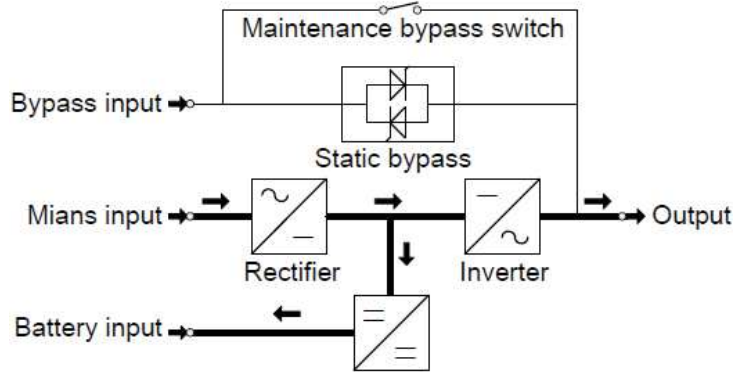 Maintenance bypass switch
Bypass input
Static bypass
Mians input
Output
Rectifier
Inverter
Battery input